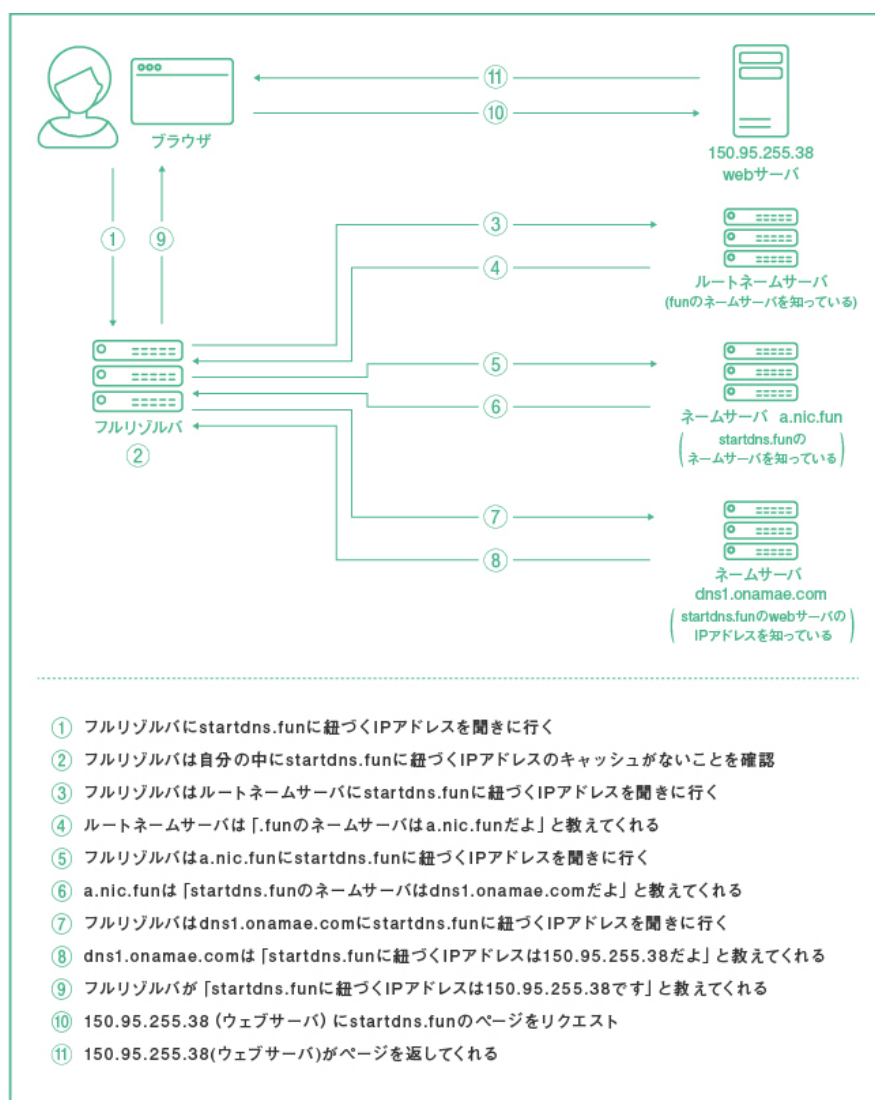 ⑪
⑩
ブラウザ
150.95.255.38
webサーバ
①
⑨
③
④
ルートネームサーバ
(funのネームサーバを知っている)
⑤
⑥
フルリゾルバ
②
ネームサーバ a.nic.fun
(startdns.funの
ネームサーバを知っている)
⑦
⑧
ネームサーバ
dns1.onamae.com
(startdns.funのwebサーバの
IPアドレスを知っている)
① フルリゾルバにstartdns.funに紐づくIPアドレスを聞きに行く
② フルリゾルバは自分の中にstartdns.funに紐づくIPアドレスのキャッシュがないことを確認
③ フルリゾルバはルートネームサーバにstartdns.funに紐づくIPアドレスを聞きに行く
④ ルートネームサーバは「.funのネームサーバはa.nic.funだよ」と教えてくれる
⑤ フルリゾルバはa.nic.funにstartdns.funに紐づくIPアドレスを聞きに行く
⑥ a.nic.funは「startdns.funのネームサーバはdns1.onamae.comだよ」と教えてくれる
⑦ フルリゾルバはdns1.onamae.comにstartdns.funに紐づくIPアドレスを聞きに行く
⑧ dns1.onamae.comは「startdns.funに紐づくIPアドレスは150.95.255.38だよ」と教えてくれる
⑨ フルリゾルバが「startdns.funに紐づくIPアドレスは150.95.255.38です」と教えてくれる
⑩ 150.95.255.38（ウェブサーバ）にstartdns.funのページをリクエスト
⑪ 150.95.255.38(ウェブサーバ)がページを返してくれる